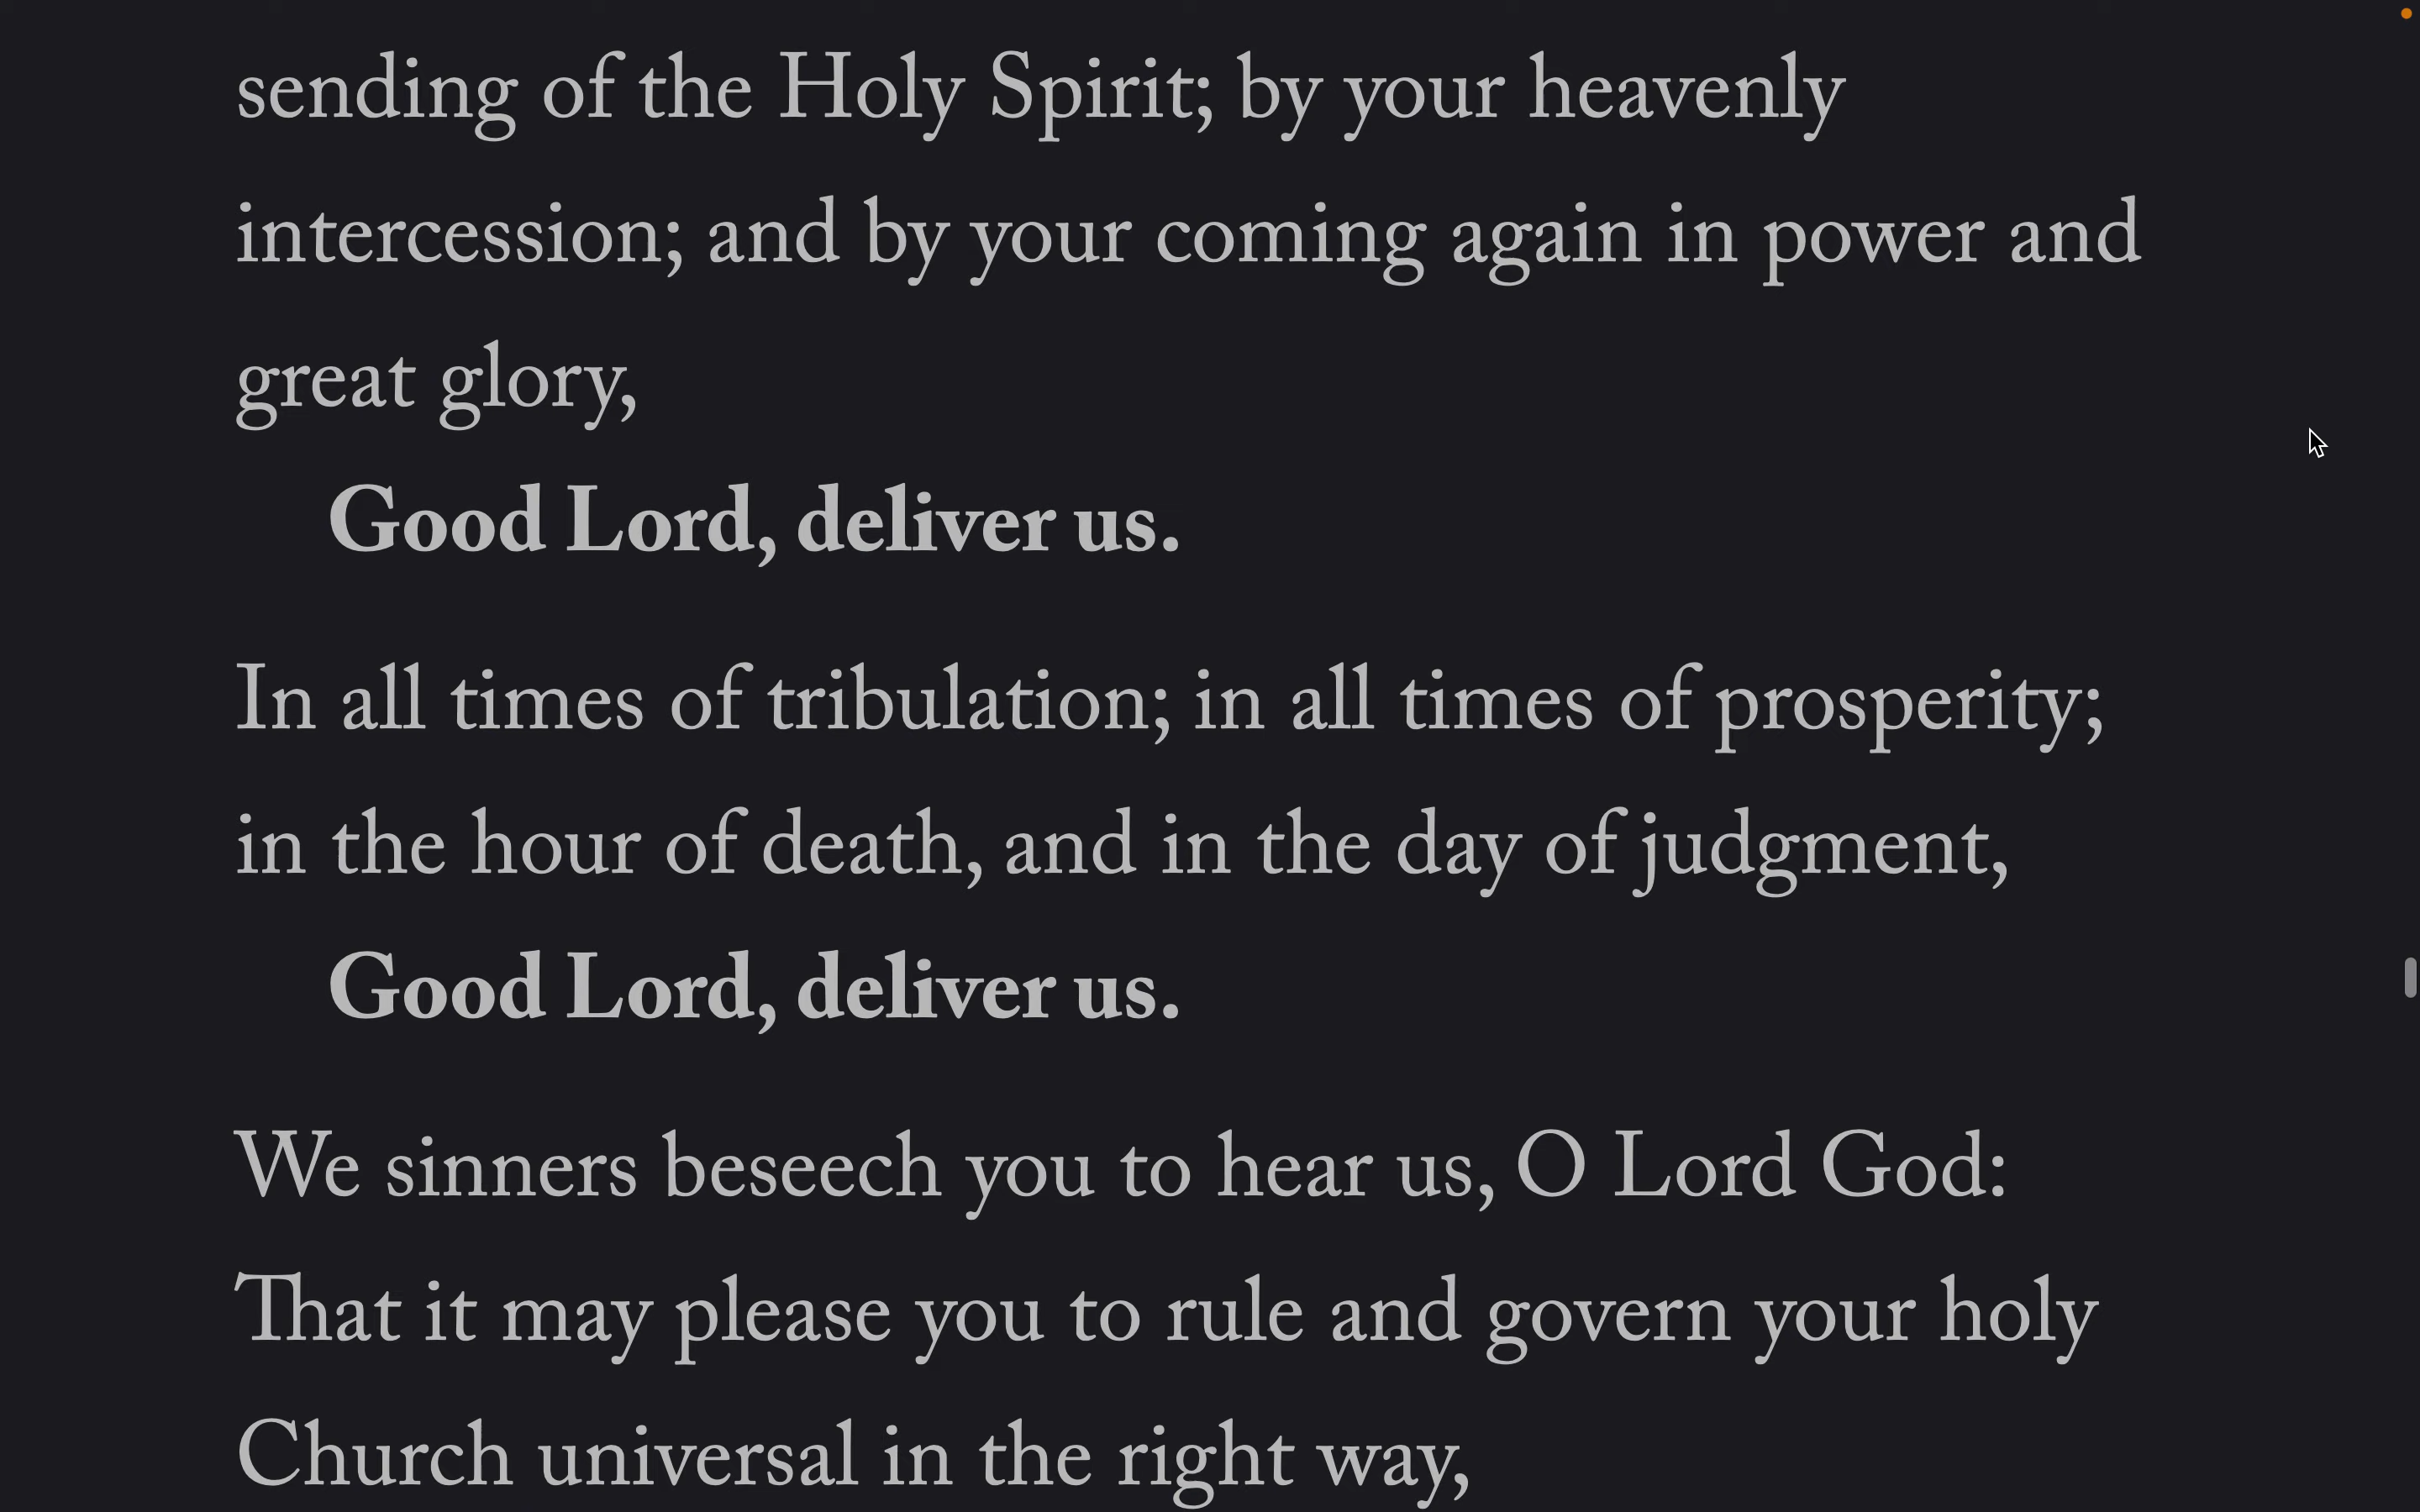 sending of the Holy Spirit; by your heavenly
intercession; and by your coming again in power and
great glory,
Good Lord, deliver us.
In all times of tribulation; in all times of prosperity;
in the hour of death, and in the day of judgment,
Good Lord, deliver us.
We sinners beseech you to hear us, O Lord God:
That it may please you to rule and govern your holy
Church universal in the right way,